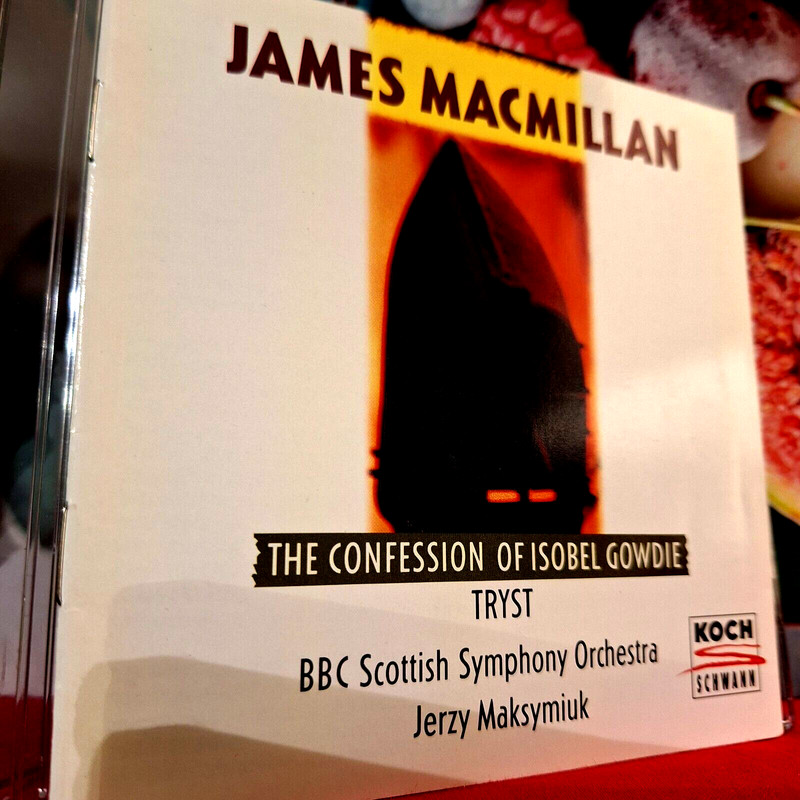 JAMES MACMILLAN
THE CONFESSION OF ISOBEL GOWDIE
TRYST
BBC Scottish Symphony Orchestra
Jerzy Maksymiuk
KOCH
SCHWANN